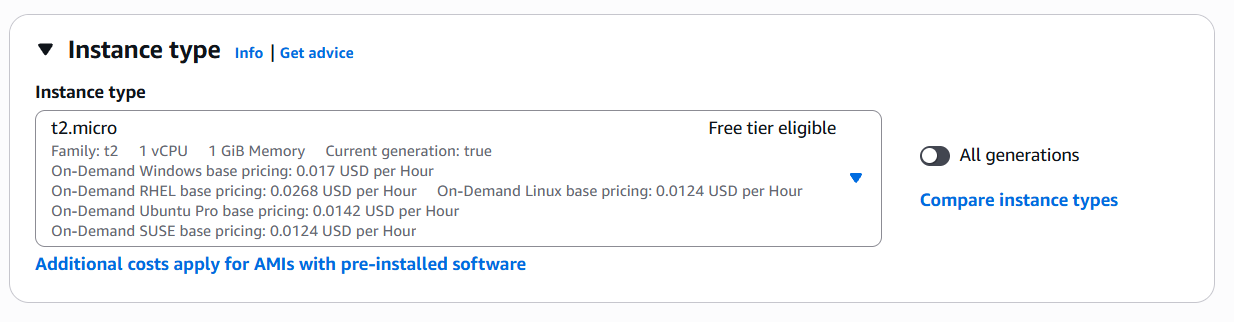 Instance type Info | Get advice
Instance type
t2.micro Free tier eligible
Family: t2 1 vCPU 1 GiB Memory Current generation: true
On-Demand Windows base pricing: 0.017 USD per Hour
On-Demand RHEL base pricing: 0.0268 USD per Hour On-Demand Linux base pricing: 0.0124 USD per Hour
On-Demand Ubuntu Pro base pricing: 0.0142 USD per Hour
On-Demand SUSE base pricing: 0.0124 USD per Hour
All generations
Compare instance types
Additional costs apply for AMIs with pre-installed software